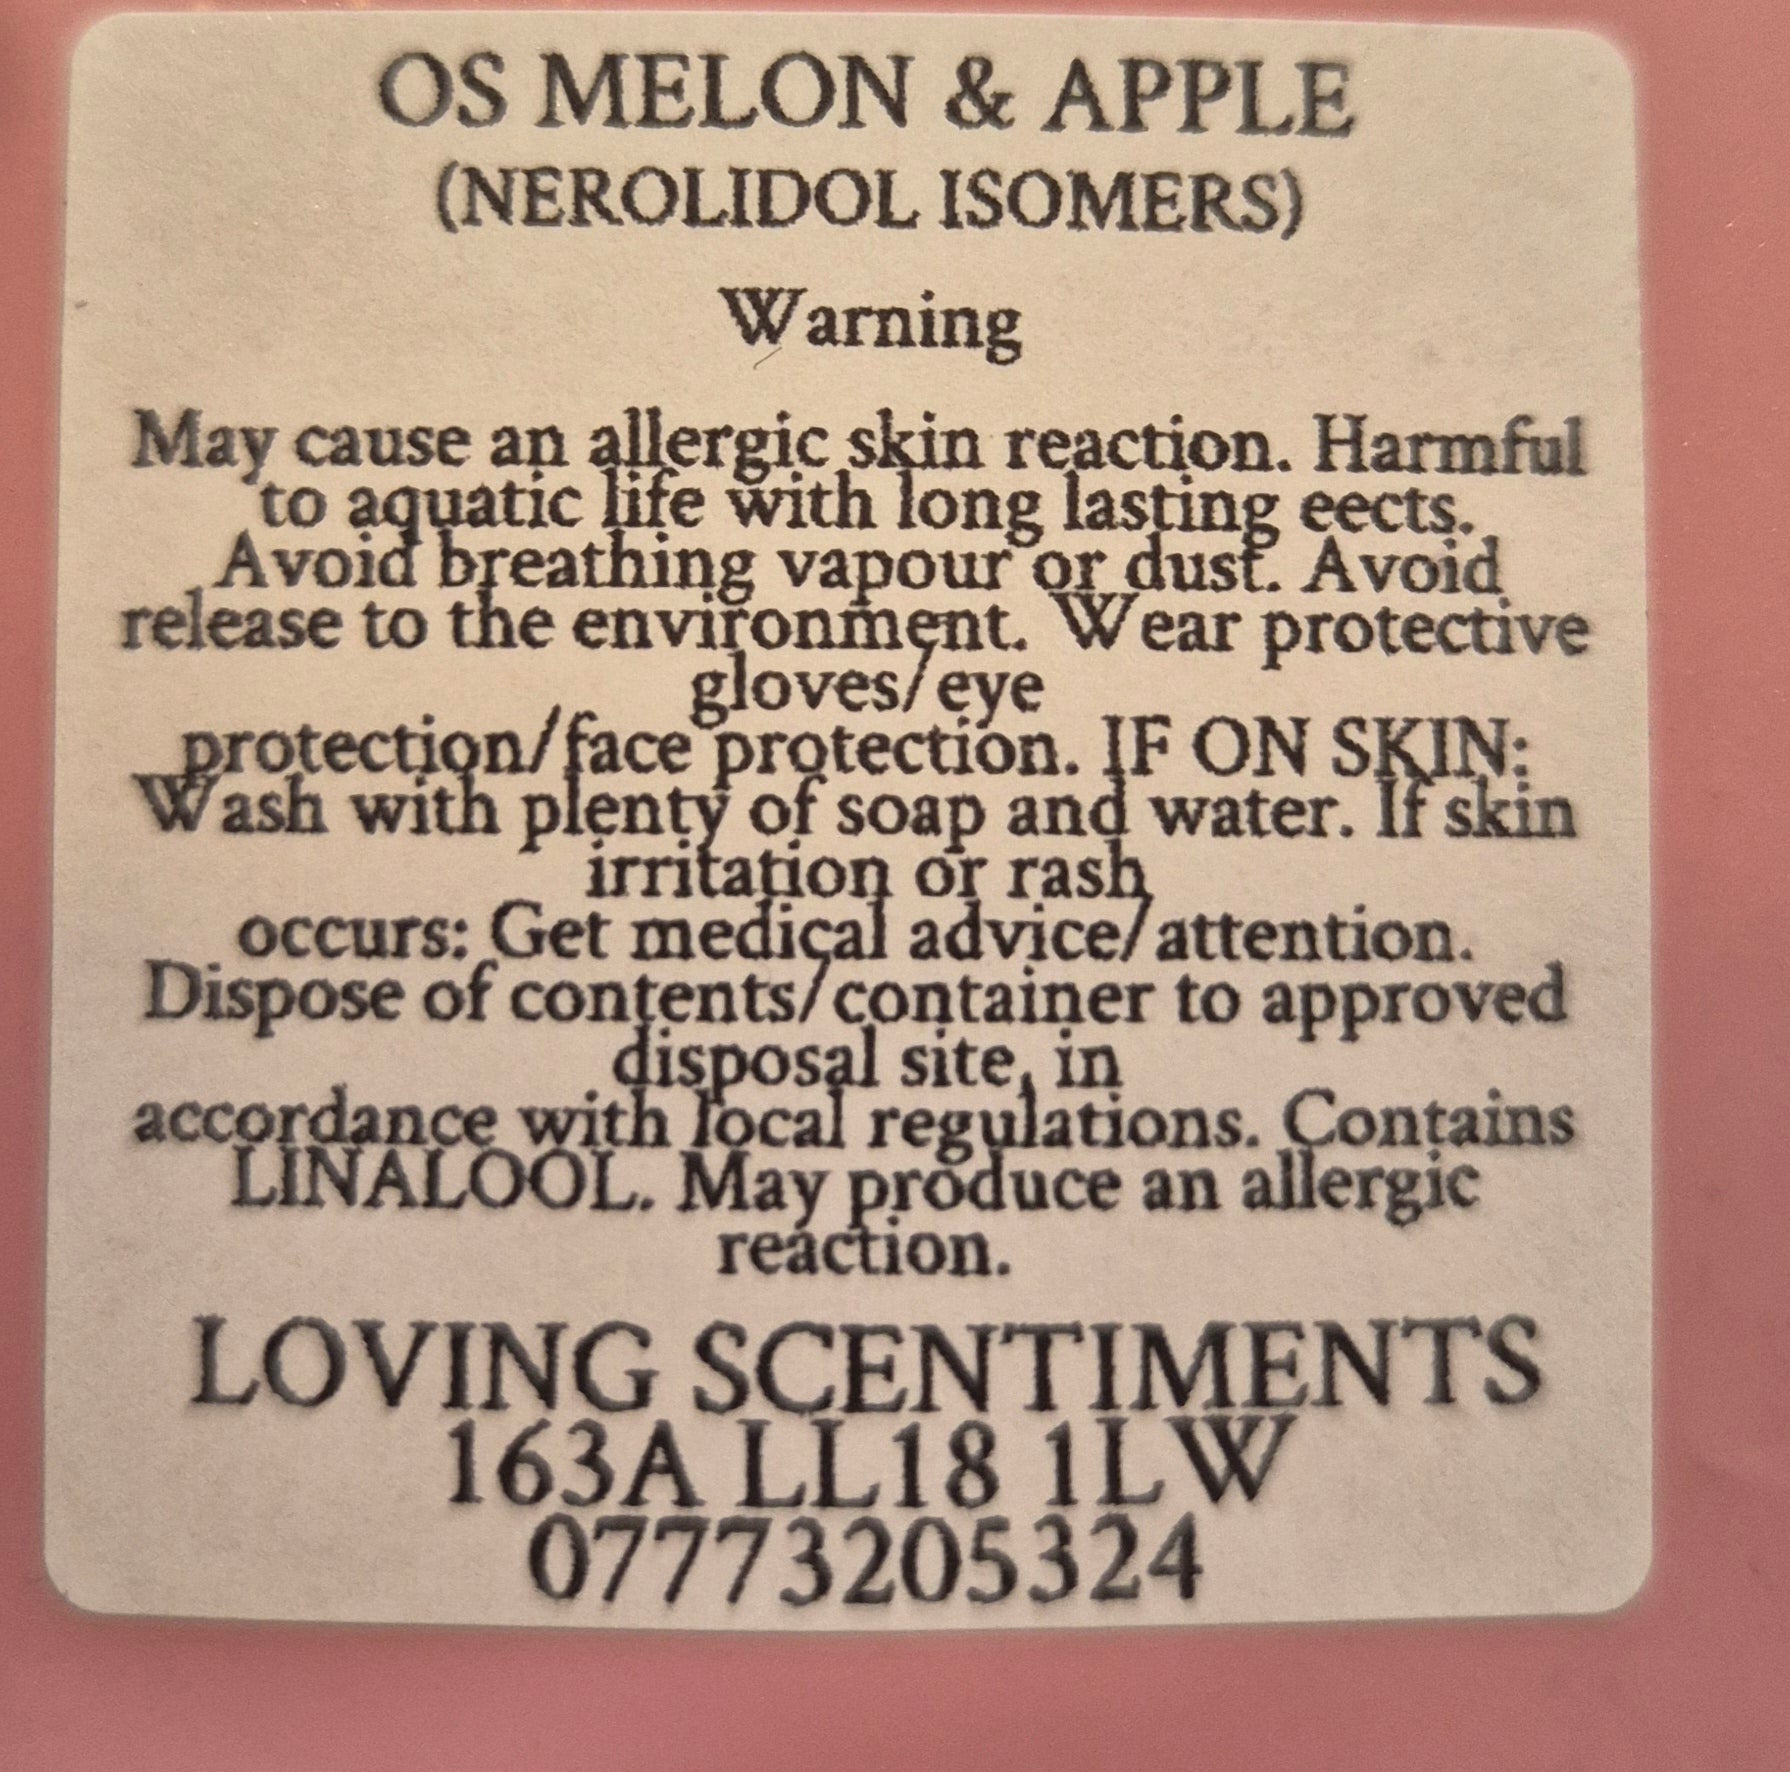 OS MELON & APPLE
(NEROLIDOL ISOMERS)
Warning
May cause an allergic skin reaction. Harmful
to aquatic life with long lasting eects.
Avoid breathing vapour or dust. Avoid
release to the environment. Wear protective
gloves/eye
protection/face protection. IF ON SKIN:
Wash with plenty of soap and water. If skin
irritation or rash
occurs: Get medical advice/attention.
Dispose of contents/container to approved
disposal site, in
accordance with local regulations. Contains
LINALOOL. May produce an allergic
reaction.
LOVING SCENTIMENTS
163A LL18 1LW
07773205324